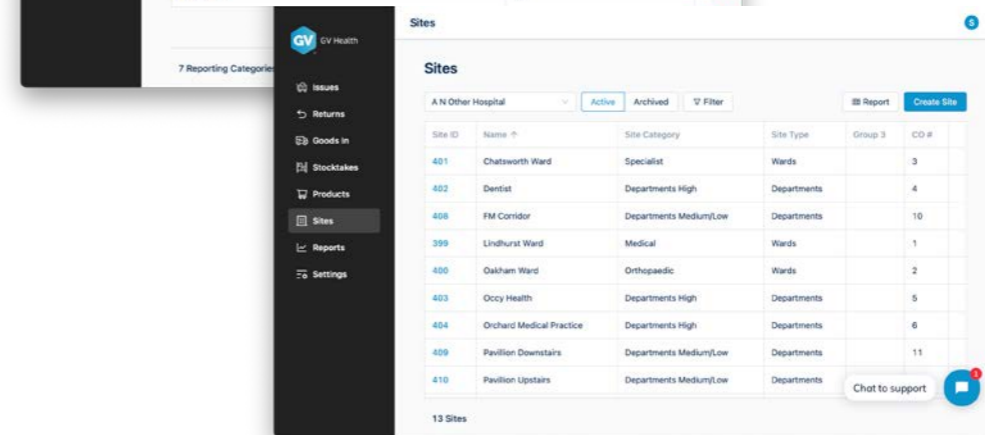 7 Reporting Categorie
GV GV Health
Issues
Returns
Goods in
Stocktakes
Products
Sites
Reports
Settings
Sites
S
Sites
A N Other Hospital Active Archived Filter Report Create Site
Site ID Name ↑ Site Category Site Type Group 3 CO #
401 Chatsworth Ward Specialist Wards 3
402 Dentist Departments High Departments 4
408 FM Corridor Departments Medium/Low Departments 10
399 Lindhurst Ward Medical Wards 1
400 Oakham Ward Orthopaedic Wards 2
403 Occy Health Departments High Departments 5
404 Orchard Medical Practice Departments High Departments 6
409 Pavillion Downstairs Departments Medium/Low Departments 11
410 Pavillion Upstairs Departments Medium/Low Departments
Chat to support
1
13 Sites